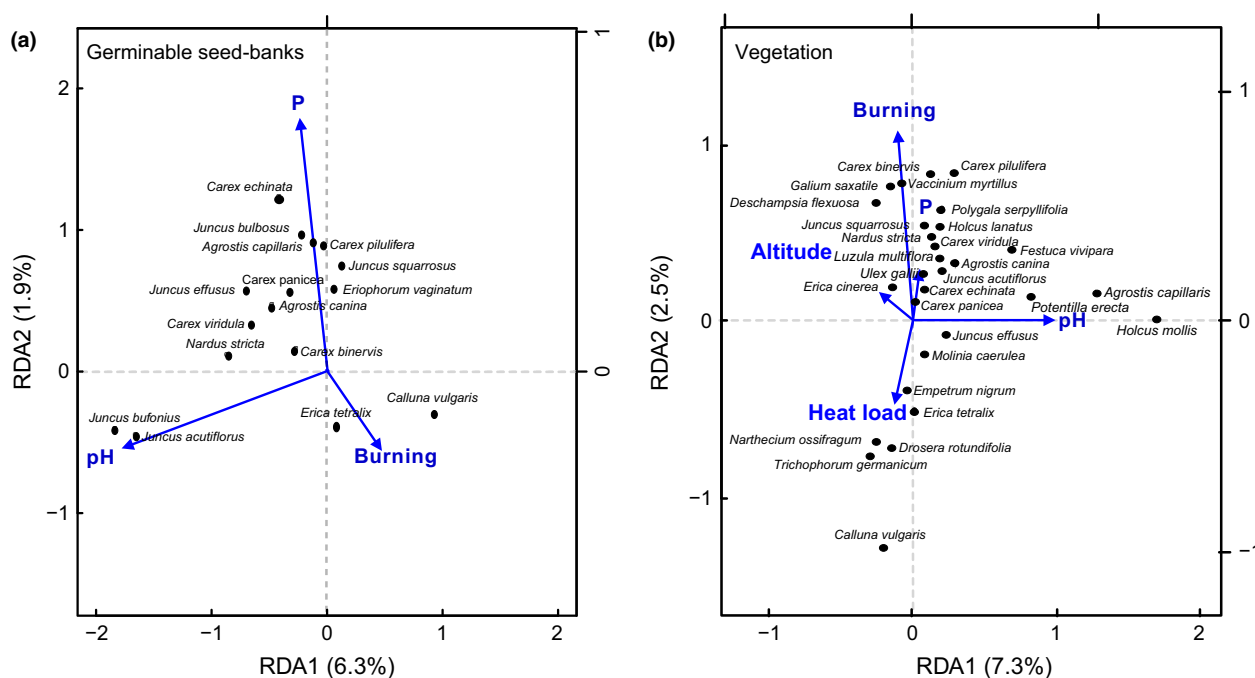 (a)
Germinable seed-banks
P
Carex echinata
Juncus bulbosus
Agrostis capillaris
Carex pilulifera
Juncus squarrosus
Carex panicea
Juncus effusus
Eriophorum vaginatum
Agrostis canina
Carex viridula
Nardus stricta
Carex binervis
Calluna vulgaris
Juncus bufonius
Erica tetralix
Juncus acutiflorus
pH
Burning
2
1
0
−1
1
0
−2
−1
0
1
2
RDA2 (1.9%)
RDA1 (6.3%)
(b)
Vegetation
Burning
Carex binervis
Carex pilulifera
Galium saxatile
Vaccinium myrtillus
Deschampsia flexuosa
P
Polygala serpyllifolia
Juncus squarrosus
Holcus lanatus
Nardus stricta
Carex viridula
Altitude
Luzula multiflora
Festuca vivipara
Agrostis canina
Ulex gallii
Juncus acutiflorus
Erica cinerea
Carex echinata
Agrostis capillaris
Carex panicea
Potentilla erecta
pH
Holcus mollis
Juncus effusus
Molinia caerulea
Empetrum nigrum
Heat load
Erica tetralix
Narthecium ossifragum
Drosera rotundifolia
Trichophorum germanicum
Calluna vulgaris
1
0
−1
1
0
−1
−1
0
1
2
RDA2 (2.5%)
RDA1 (7.3%)